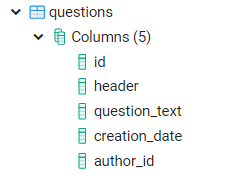 questions
Columns (5)
id
header
question_text
creation_date
author_id